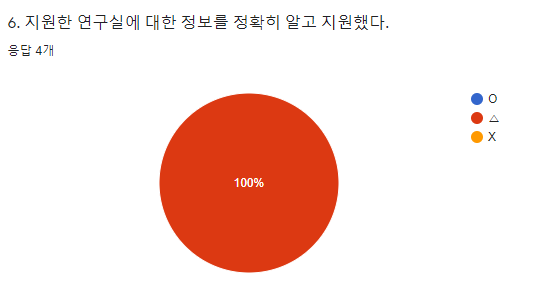 6. 지원한 연구실에 대한 정보를 정확히 알고 지원했다.
응답 4개
O
△
X
100%